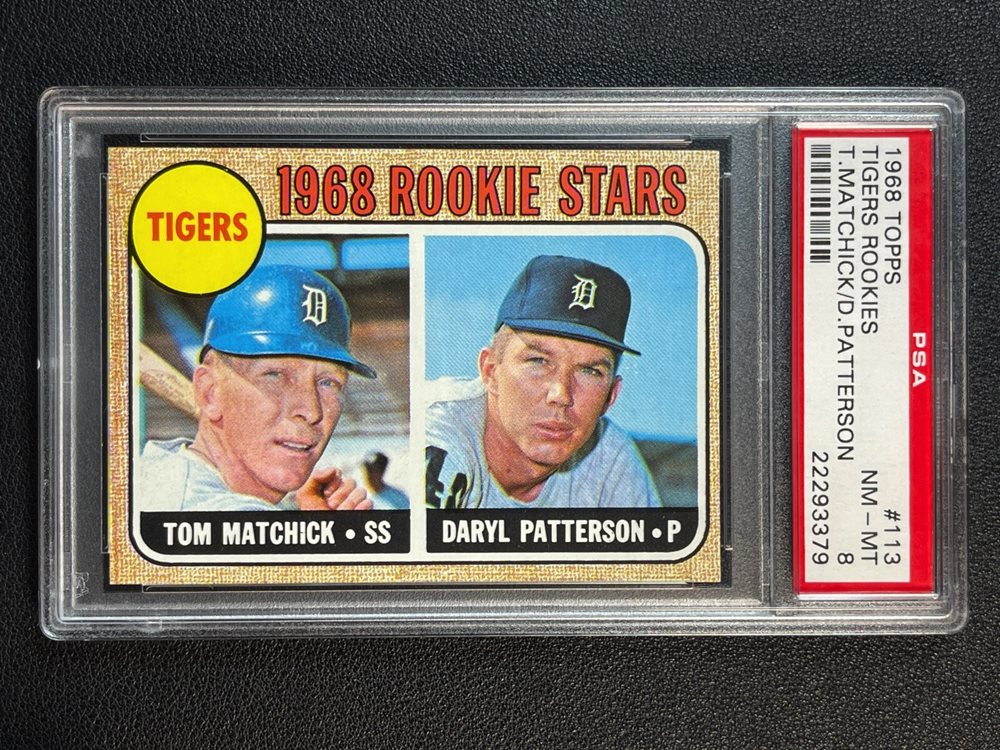 TIGERS
1968 ROOKIE STARS
D
D
TOM MATCHICK • SS
DARYL PATTERSON • P
PSA
1968 TOPPS #113
TIGERS ROOKIES NM-MT
T.MATCHICK/D.PATTERSON 8
22293379